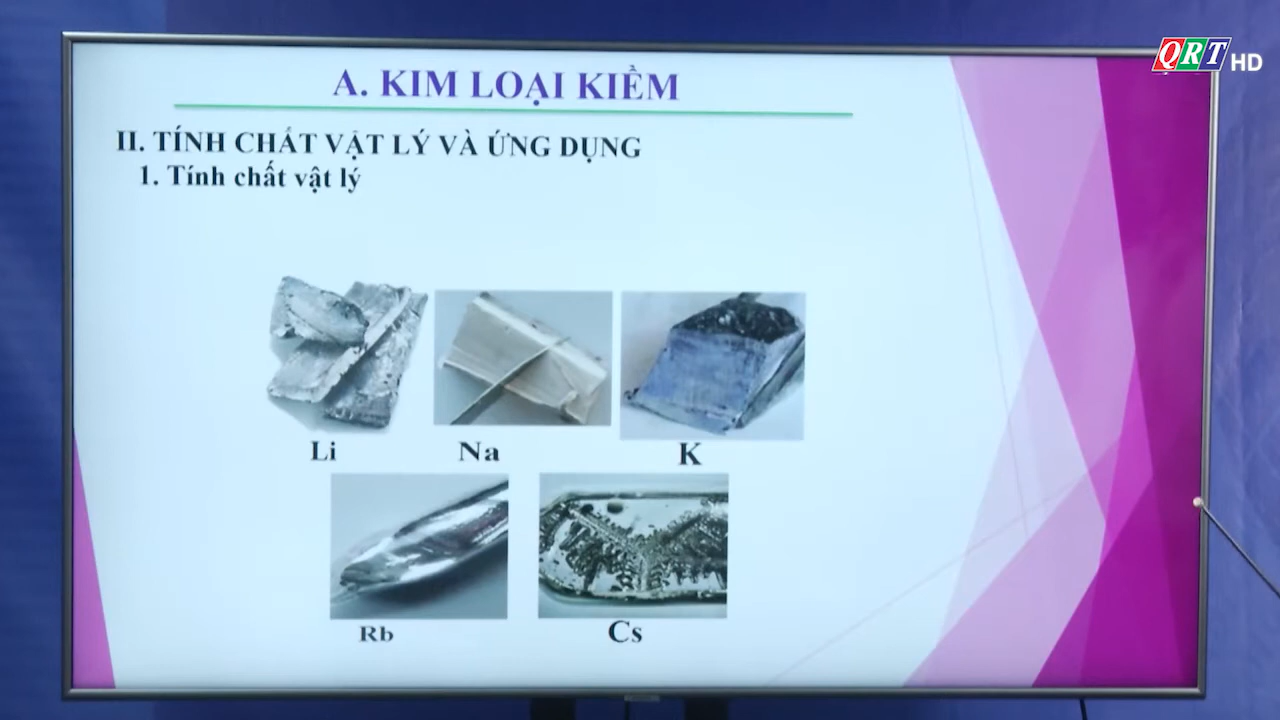 QRT HD
A. KIM LOẠI KIỀM
II. TÍNH CHẤT VẬT LÝ VÀ ỨNG DỤNG
1. Tính chất vật lý
Li Na K
Rb Cs